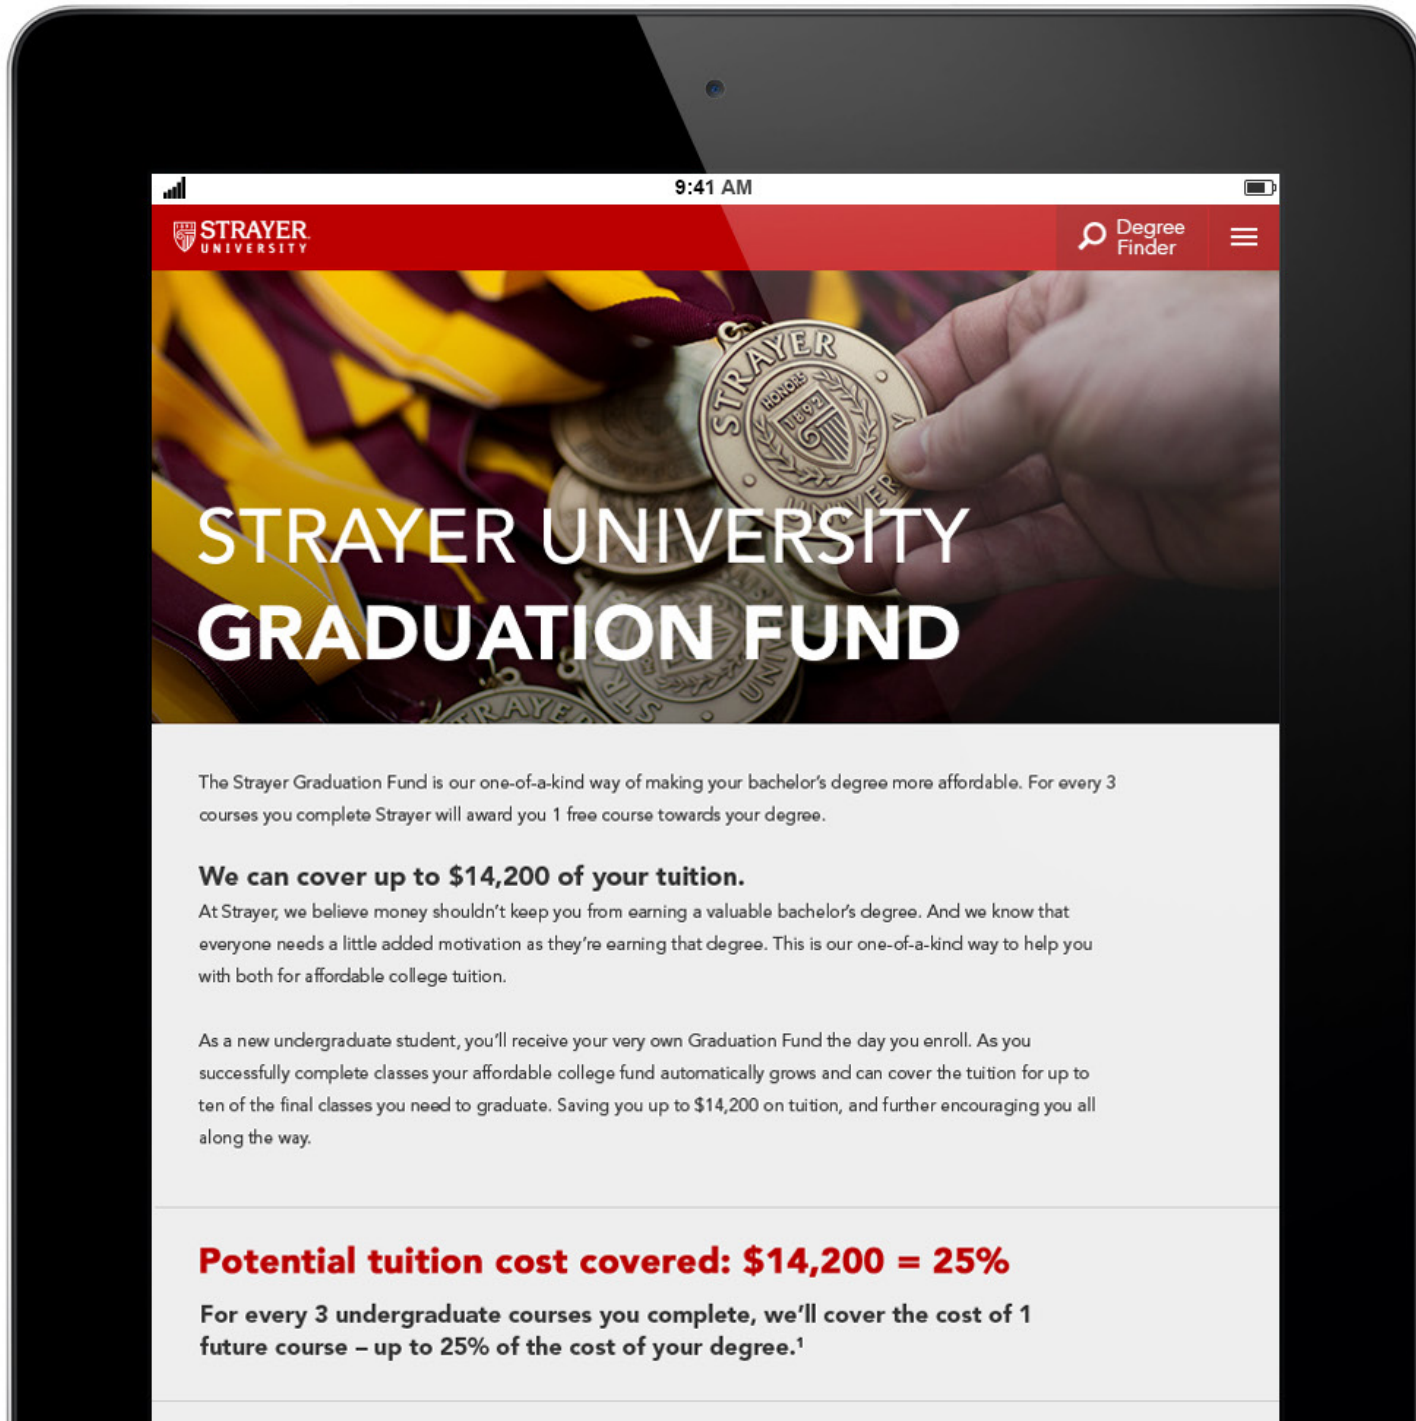 9:41 AM
STRAYER
UNIVERSITY
Degree
Finder
STRAYER
UNIVER Y
HONORS
1892
STRAYER UNIVERSITY
GRADUATION FUND
STRAYE
STR
UNI
The Strayer Graduation Fund is our one-of-a-kind way of making your bachelor's degree more affordable. For every 3
courses you complete Strayer will award you 1 free course towards your degree.
We can cover up to $14,200 of your tuition.
At Strayer, we believe money shouldn't keep you from earning a valuable bachelor's degree. And we know that
everyone needs a little added motivation as they're earning that degree. This is our one-of-a-kind way to help you
with both for affordable college tuition.
As a new undergraduate student, you'll receive your very own Graduation Fund the day you enroll. As you
successfully complete classes your affordable college fund automatically grows and can cover the tuition for up to
ten of the final classes you need to graduate. Saving you up to $14,200 on tuition, and further encouraging you all
along the way.
Potential tuition cost covered: $14,200 = 25%
For every 3 undergraduate courses you complete, we'll cover the cost of 1
future course – up to 25% of the cost of your degree.¹